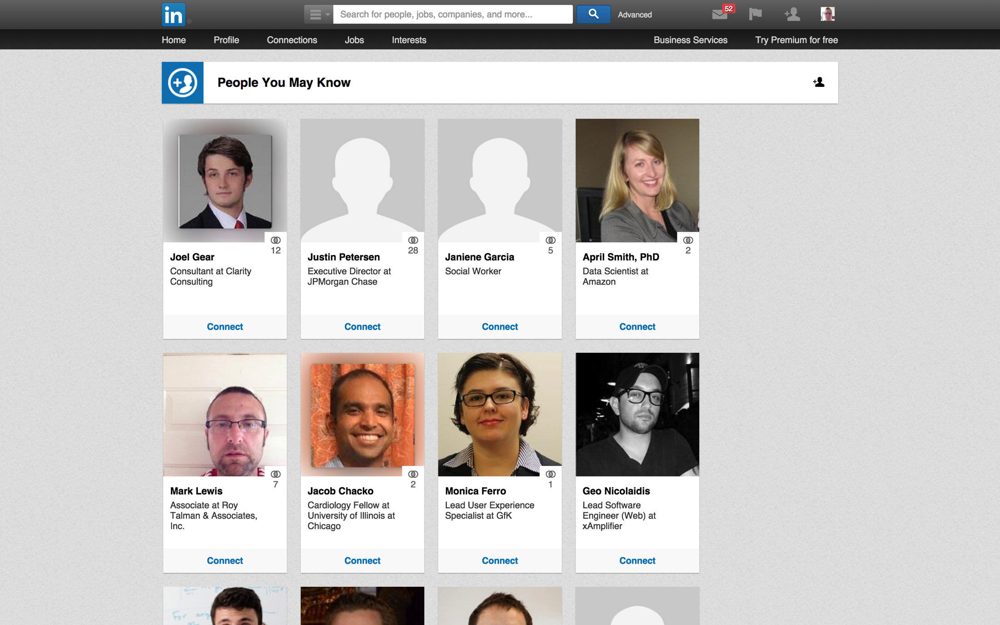 in®
Search for people, jobs, companies, and more...
Advanced
52
Home
Profile
Connections
Jobs
Interests
Business Services
Try Premium for free
People You May Know
12
Joel Gear
Consultant at Clarity
Consulting
Connect
28
Justin Petersen
Executive Director at
JPMorgan Chase
Connect
5
Janiene Garcia
Social Worker
Connect
2
April Smith, PhD
Data Scientist at
Amazon
Connect
7
Mark Lewis
Associate at Roy
Talman & Associates,
Inc.
Connect
2
Jacob Chacko
Cardiology Fellow at
University of Illinois at
Chicago
Connect
1
Monica Ferro
Lead User Experience
Specialist at GfK
Connect
Geo Nicolaidis
Lead Software
Engineer (Web) at
xAmplifier
Connect
For any